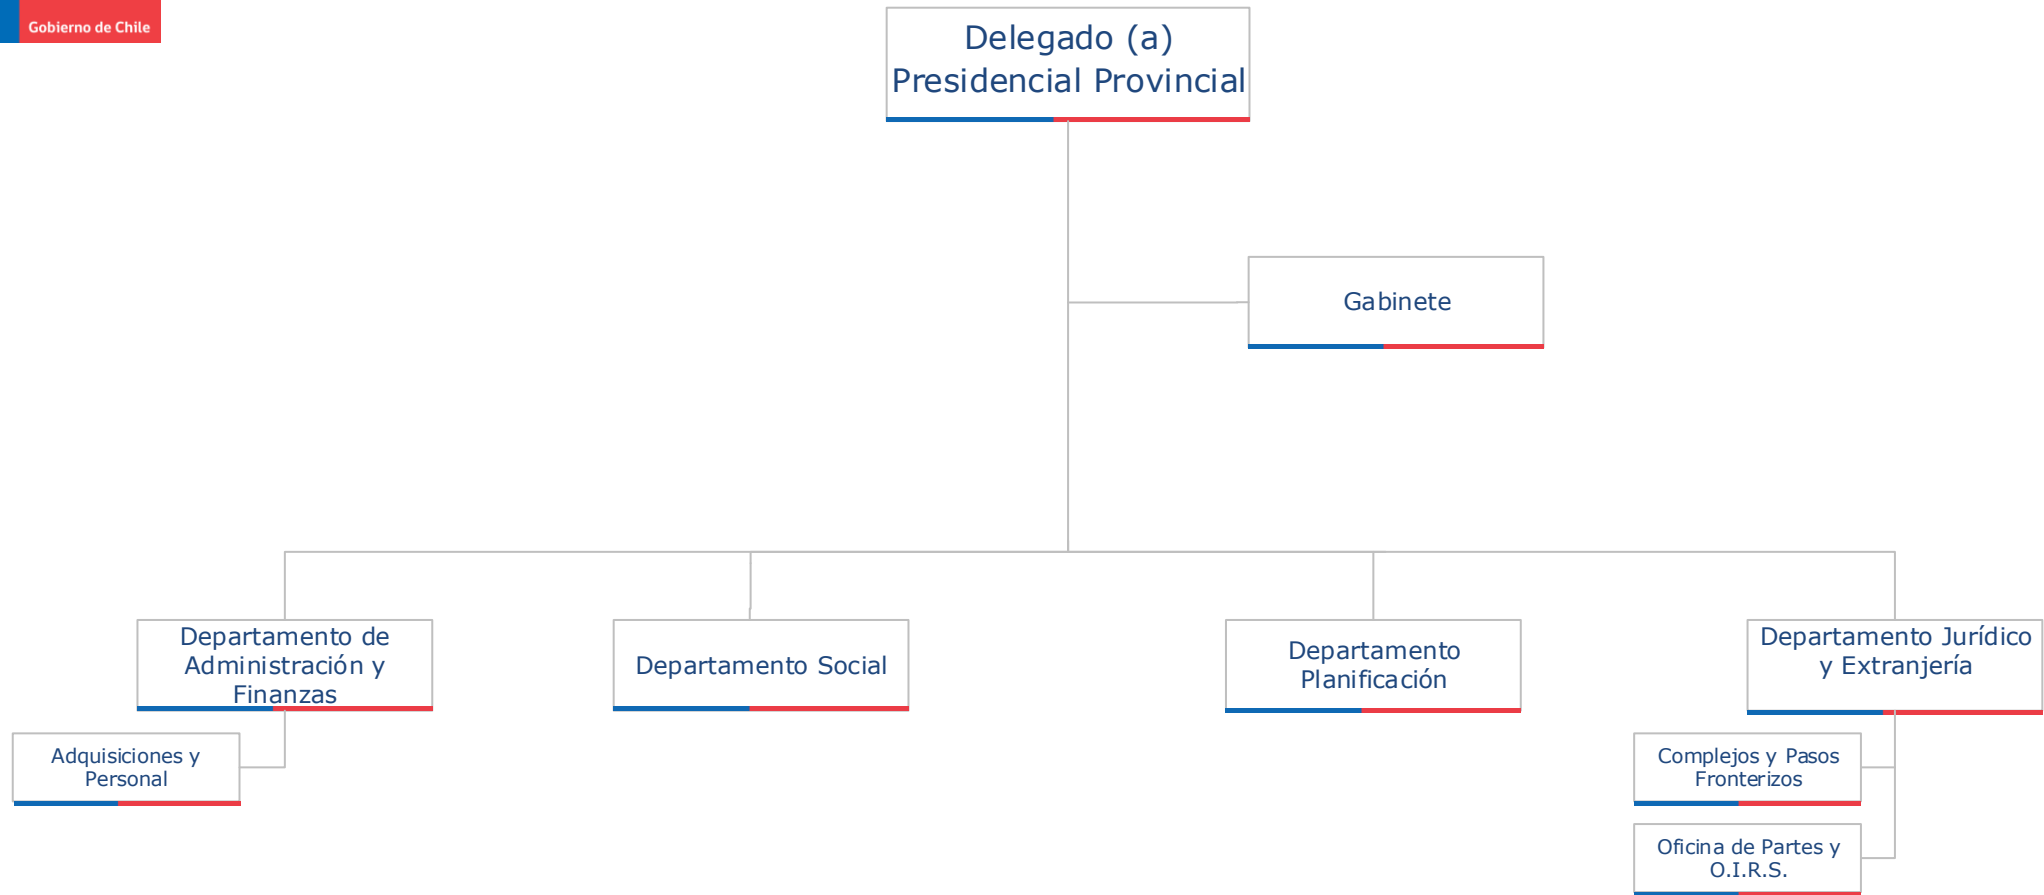 Gobierno de Chile
Delegado (a)
Presidencial Provincial
Gabinete
Departamento de
Administración y
Finanzas
Departamento Social
Departamento
Planificación
Departamento Jurídico
y Extranjería
Adquisiciones y
Personal
Complejos y Pasos
Fronterizos
Oficina de Partes y
O.I.R.S.